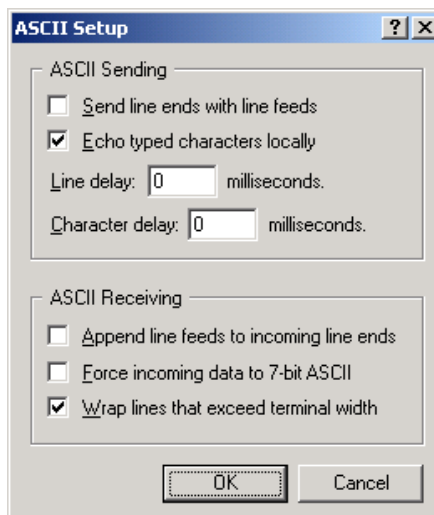 ASCII Setup
ASCII Sending
Send line ends with line feeds
Echo typed characters locally
Line delay: 0 milliseconds.
Character delay: 0 milliseconds.
ASCII Receiving
Append line feeds to incoming line ends
Force incoming data to 7-bit ASCII
Wrap lines that exceed terminal width
OK Cancel